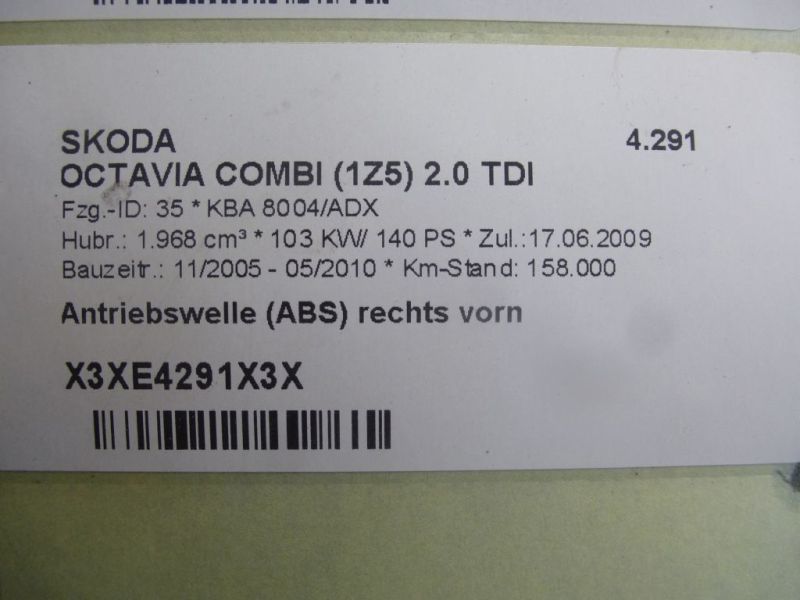 SKODA 4.291
OCTAVIA COMBI (1Z5) 2.0 TDI
Fzg.-ID: 35 * KBA 8004/ADX
Hubr.: 1.968 cm³ * 103 KW/ 140 PS * Zul.:17.06.2009
Bauzeitr.: 11/2005 - 05/2010 * Km-Stand: 158.000
Antriebswelle (ABS) rechts vorn
X3XE4291X3X